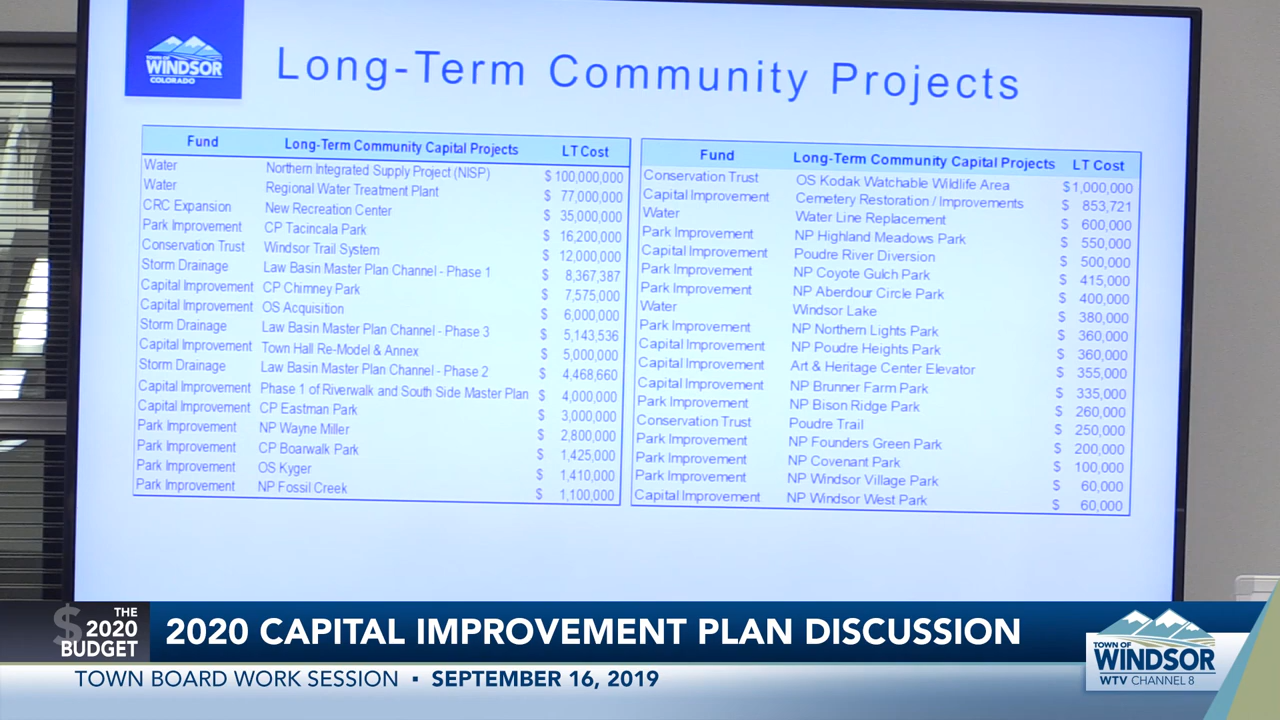 TOWN OF
WINDSOR
COLORADO
Long-Term Community Projects
Fund Long-Term Community Capital Projects LT Cost
Water Northern Integrated Supply Project (NISP) $ 100,000,000
Water Regional Water Treatment Plant $ 77,000,000
CRC Expansion New Recreation Center $ 35,000,000
Park Improvement CP Tacincala Park $ 16,200,000
Conservation Trust Windsor Trail System $ 12,000,000
Storm Drainage Law Basin Master Plan Channel - Phase 1 $ 8,367,387
Capital Improvement CP Chimney Park $ 7,575,000
Capital Improvement OS Acquisition $ 6,000,000
Storm Drainage Law Basin Master Plan Channel - Phase 3 $ 5,143,536
Capital Improvement Town Hall Re-Model & Annex $ 5,000,000
Storm Drainage Law Basin Master Plan Channel - Phase 2 $ 4,468,660
Capital Improvement Phase 1 of Riverwalk and South Side Master Plan $ 4,000,000
Capital Improvement CP Eastman Park $ 3,000,000
Park Improvement NP Wayne Miller $ 2,800,000
Park Improvement CP Boarwalk Park $ 1,425,000
Park Improvement OS Kyger $ 1,410,000
Park Improvement NP Fossil Creek $ 1,100,000
Fund Long-Term Community Capital Projects LT Cost
Conservation Trust OS Kodak Watchable Wildlife Area $1,000,000
Capital Improvement Cemetery Restoration / Improvements $ 853,721
Water Water Line Replacement $ 600,000
Park Improvement NP Highland Meadows Park $ 550,000
Capital Improvement Poudre River Diversion $ 500,000
Park Improvement NP Coyote Gulch Park $ 415,000
Park Improvement NP Aberdour Circle Park $ 400,000
Water Windsor Lake $ 380,000
Park Improvement NP Northern Lights Park $ 360,000
Capital Improvement NP Poudre Heights Park $ 360,000
Capital Improvement Art & Heritage Center Elevator $ 355,000
Capital Improvement NP Brunner Farm Park $ 335,000
Park Improvement NP Bison Ridge Park $ 260,000
Conservation Trust Poudre Trail $ 250,000
Park Improvement NP Founders Green Park $ 200,000
Park Improvement NP Covenant Park $ 100,000
Park Improvement NP Windsor Village Park $ 60,000
Capital Improvement NP Windsor West Park $ 60,000
$ THE
2020
BUDGET
2020 CAPITAL IMPROVEMENT PLAN DISCUSSION
TOWN BOARD WORK SESSION ▪ SEPTEMBER 16, 2019
TOWN OF
WINDSOR
WTV CHANNEL 8